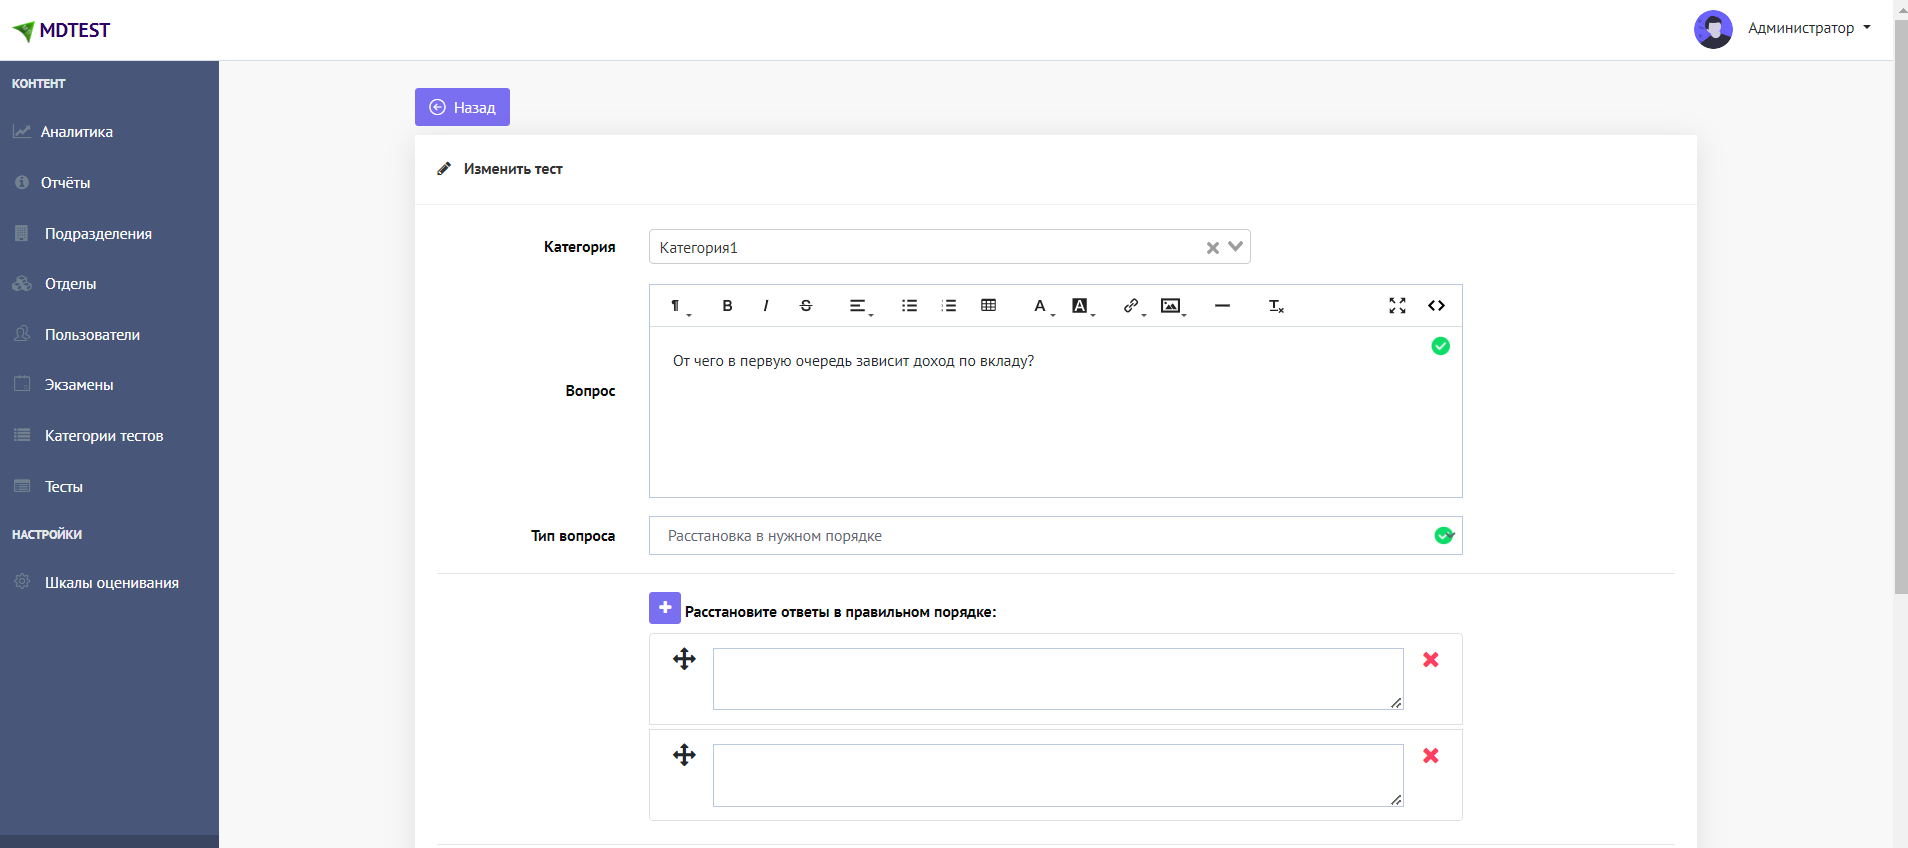 MDTEST
Администратор
КОНТЕНТ
Аналитика
Отчёты
Подразделения
Отделы
Пользователи
Экзамены
Категории тестов
Тесты
НАСТРОЙКИ
Шкалы оценивания
Назад
Изменить тест
Категория
Категория1
Вопрос
От чего в первую очередь зависит доход по вкладу?
Тип вопроса
Расстановка в нужном порядке
Расстановите ответы в правильном порядке: